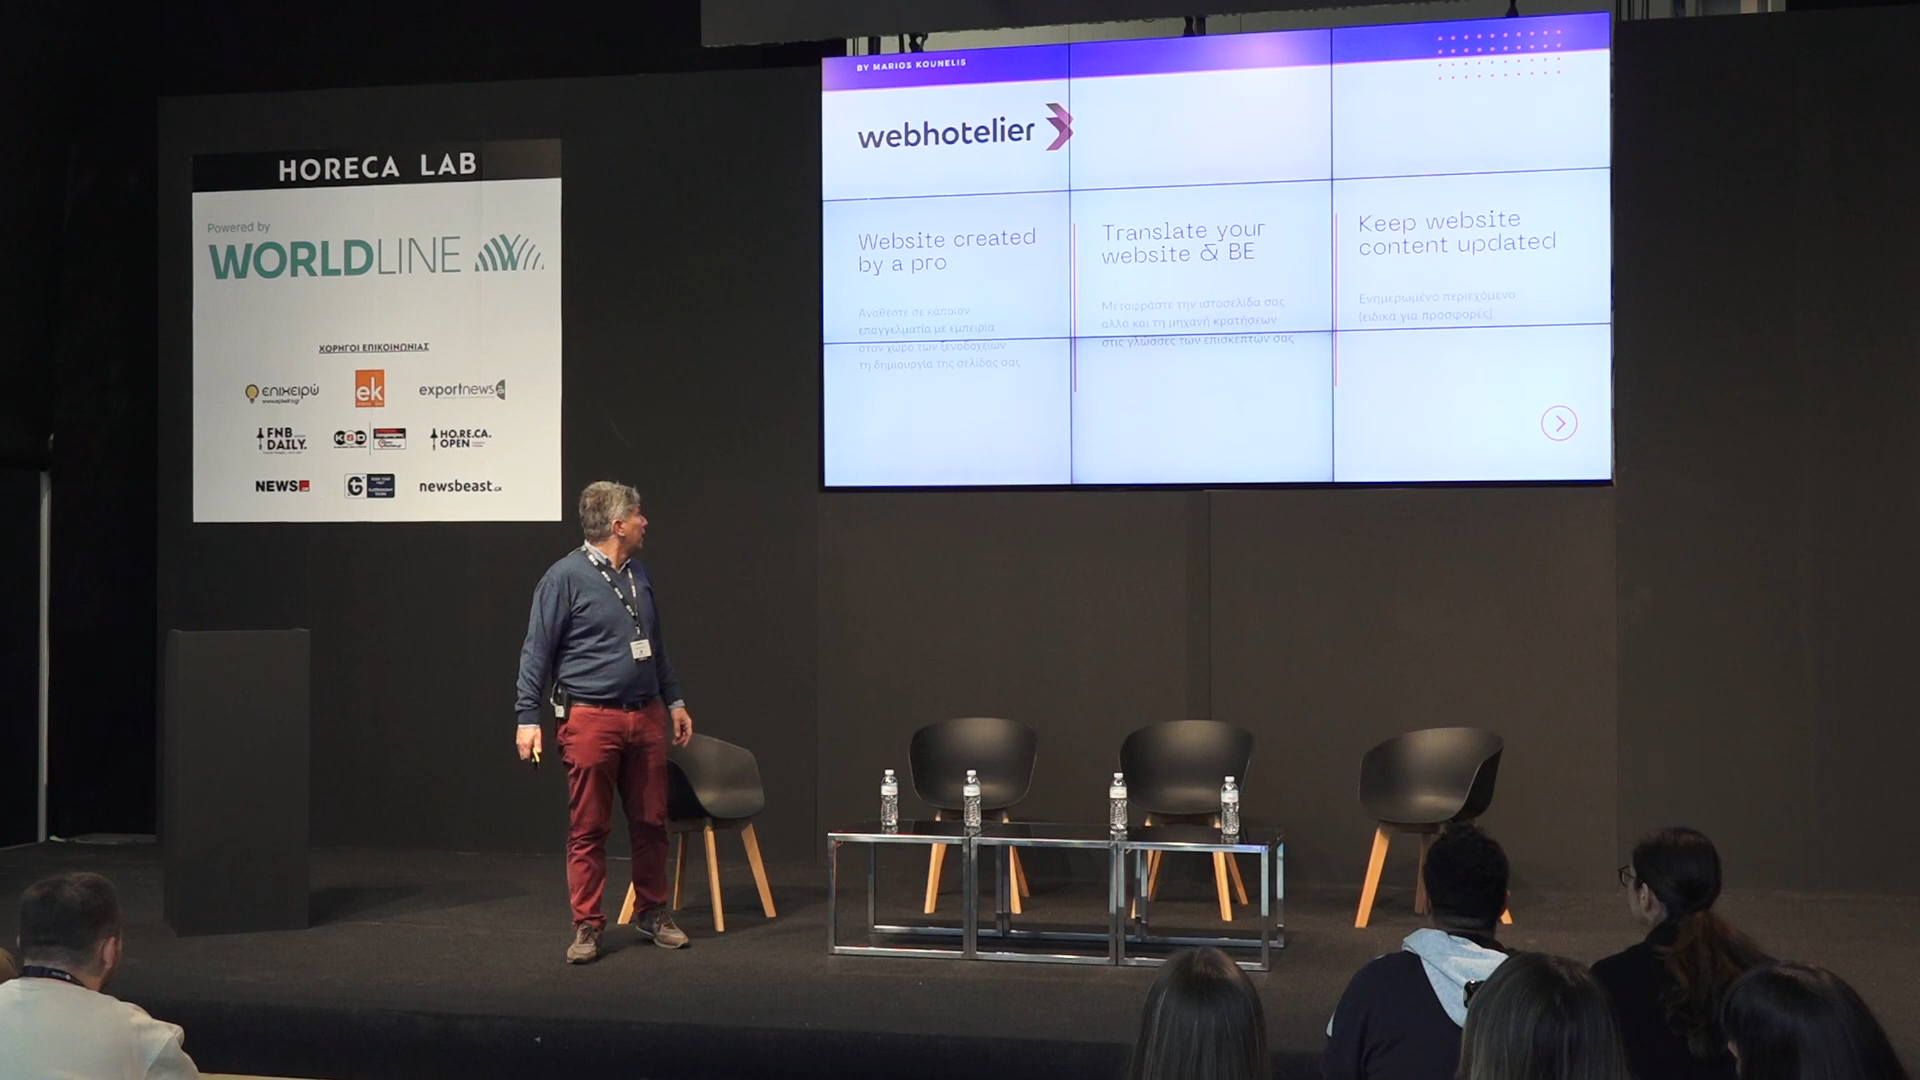 HORECA LAB
Powered by
WORLDLINE
ΧΟΡΗΓΟΙ ΕΠΙΚΟΙΝΩΝΙΑΣ
επιχειρώ
ek
exportnews
FNB
DAILY.
HO.RE.CA.
OPEN
NEWS
newsbeast.gr
BY MARIOS KOUNELIS
webhotelier
Website created
by a pro
Αναθέστε σε κάποιον
επαγγελματία με εμπειρία
στον χώρο των ξενοδοχείων
τη δημιουργία της σελίδας σας
Translate your
website & BE
Μεταφράστε την ιστοσελίδα σας
αλλά και τη μηχανή κρατήσεων
στις γλώσσες των επισκεπτών σας
Keep website
content updated
Ενημερωμένο περιεχόμενο
(ειδικά για προσφορές)